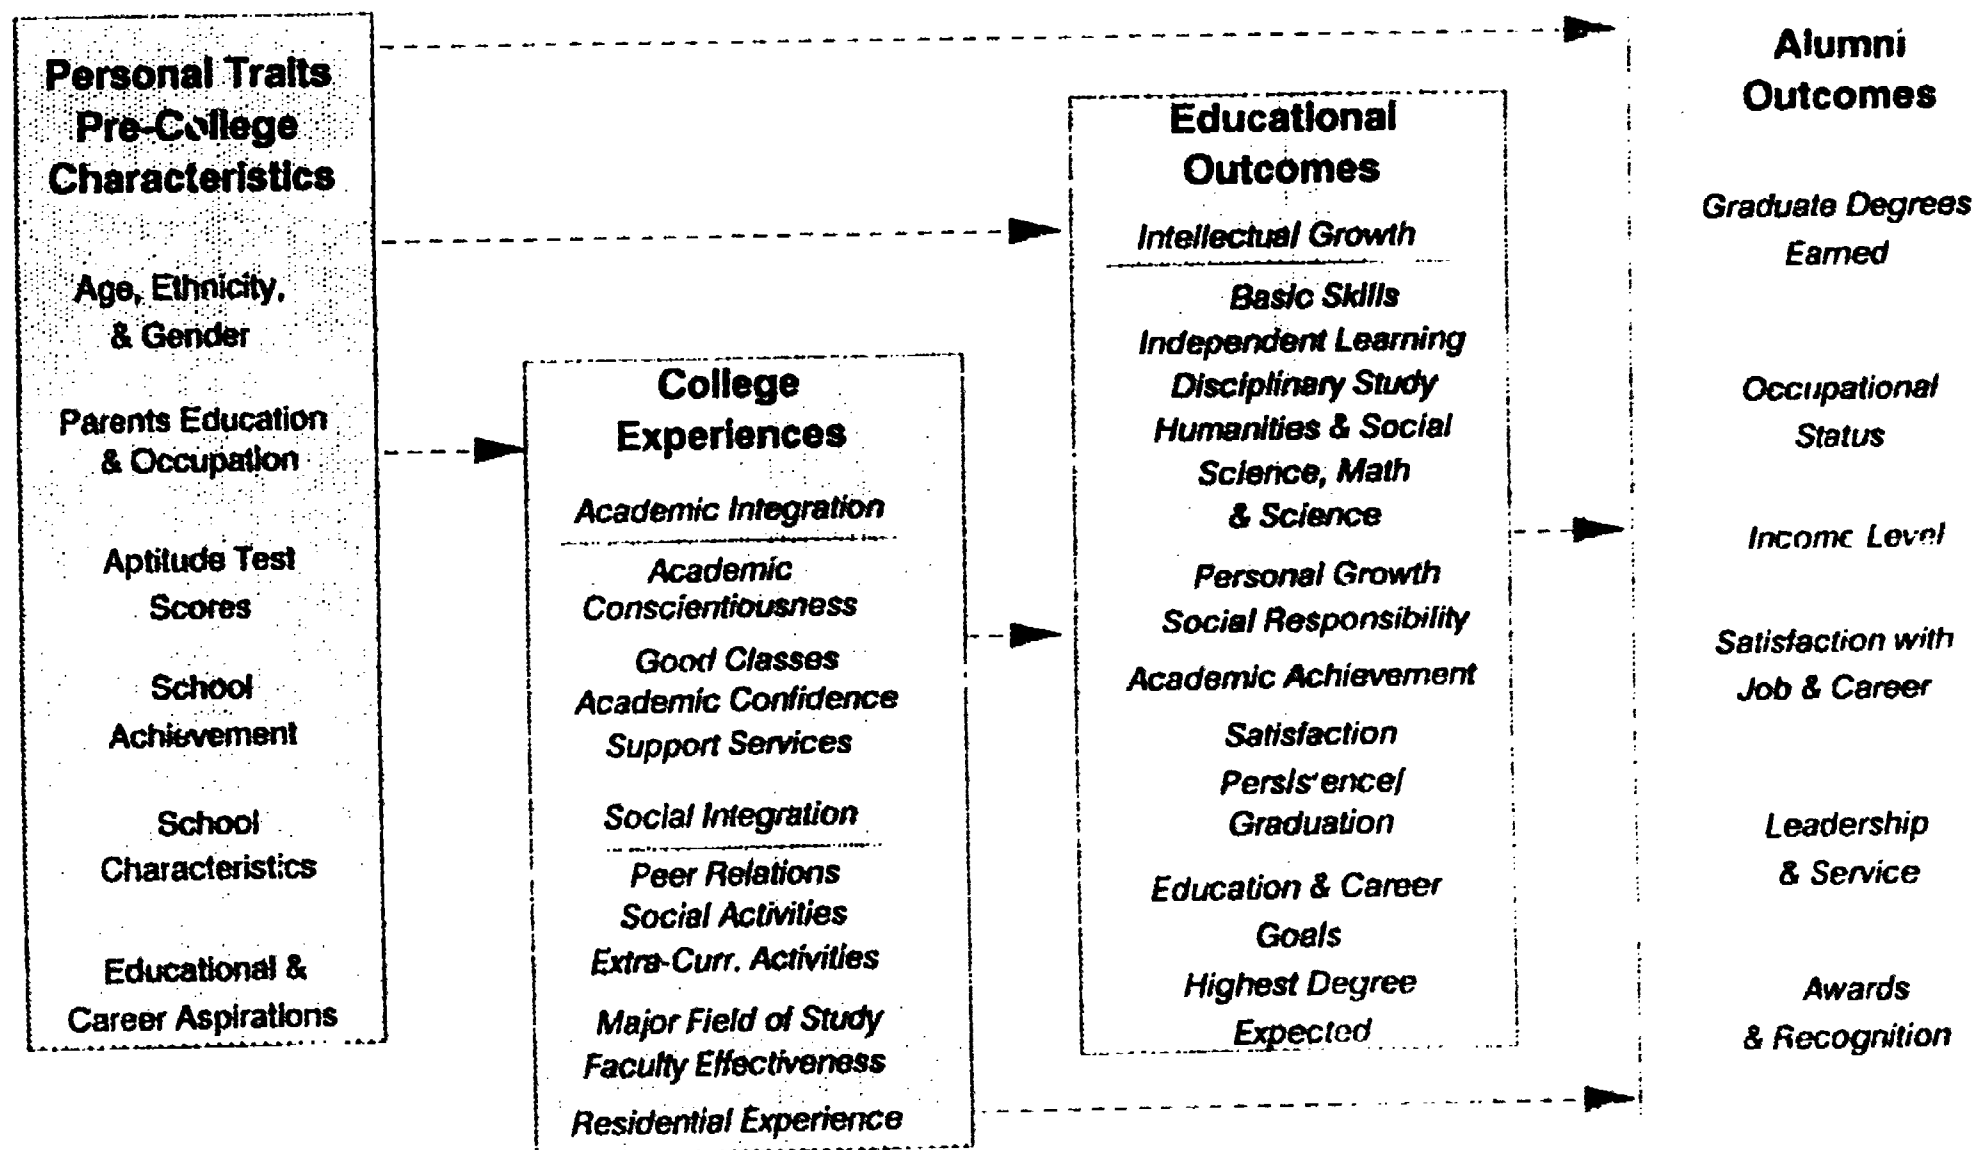 Personal Traits
Pre-College
Characteristics
Age, Ethnicity,
& Gender
Parents Education
& Occupation
Aptitude Test
Scores
School
Achievement
School
Characteristics
Educational &
Career Aspirations
College
Experiences
Academic Integration
Academic
Conscientiousness
Good Classes
Academic Confidence
Support Services
Social Integration
Peer Relations
Social Activities
Extra-Curr. Activities
Major Field of Study
Faculty Effectiveness
Residential Experience
Educational
Outcomes
Intellectual Growth
Basic Skills
Independent Learning
Disciplinary Study
Humanities & Social
Science, Math
& Science
Personal Growth
Social Responsibility
Academic Achievement
Satisfaction
Persistence/
Graduation
Education & Career
Goals
Highest Degree
Expected
Alumni
Outcomes
Graduate Degrees
Earned
Occupational
Status
Income Level
Satisfaction with
Job & Career
Leadership
& Service
Awards
& Recognition